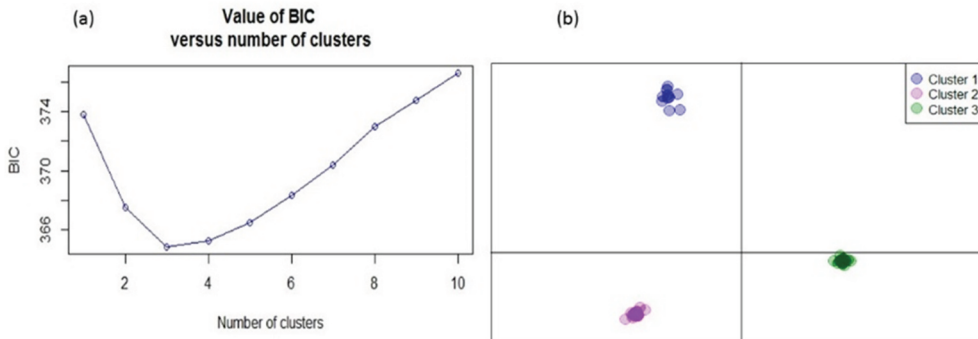 (a)
Value of BIC
versus number of clusters
BIC
374
370
366
2 4 6 8 10
Number of clusters
(b)
Cluster 1
Cluster 2
Cluster 3